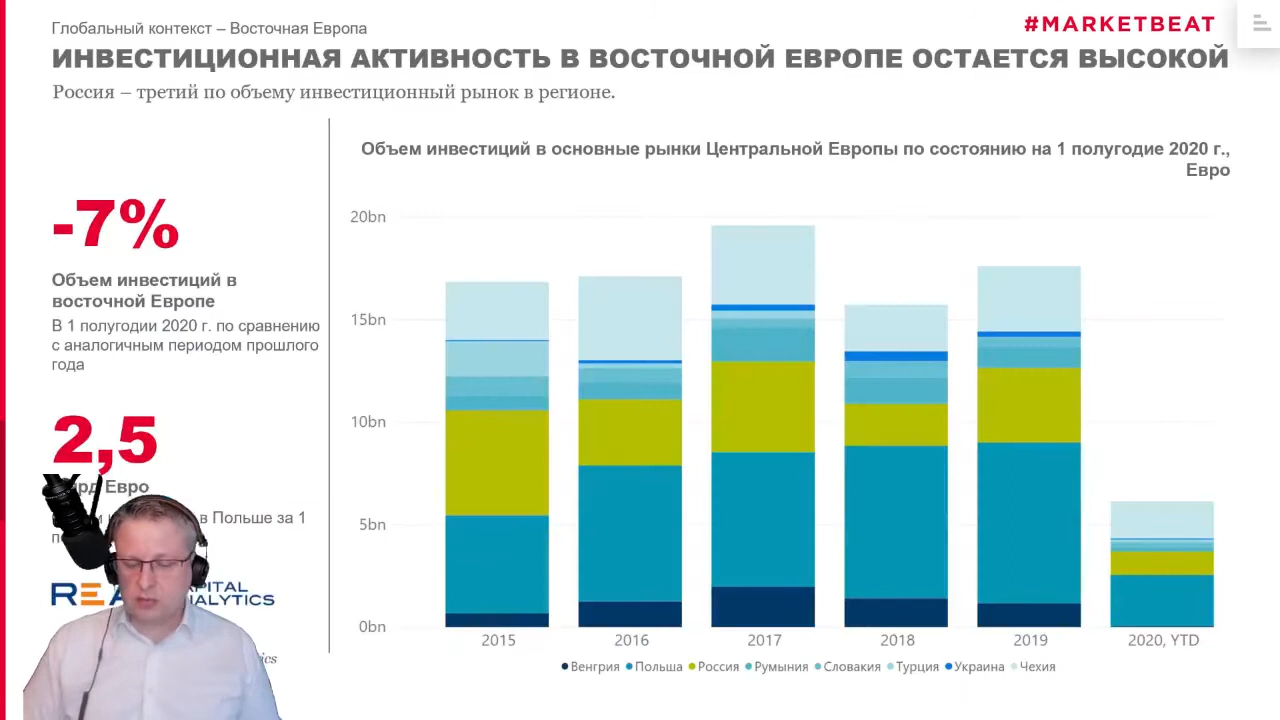 Глобальный контекст – Восточная Европа
#MARKETBEAT
ИНВЕСТИЦИОННАЯ АКТИВНОСТЬ В ВОСТОЧНОЙ ЕВРОПЕ ОСТАЕТСЯ ВЫСОКОЙ
Россия – третий по объему инвестиционный рынок в регионе.
-7%
Объем инвестиций в
восточной Европе
В 1 полугодии 2020 г. по сравнению
с аналогичным периодом прошлого
года
2,5
Евро
в Польше за 1
Объем инвестиций в основные рынки Центральной Европы по состоянию на 1 полугодие 2020 г.,
Евро
20bn
15bn
10bn
5bn
0bn
2015 2016 2017 2018 2019 2020, YTD
Венгрия Польша Россия Румыния Словакия Турция Украина Чехия